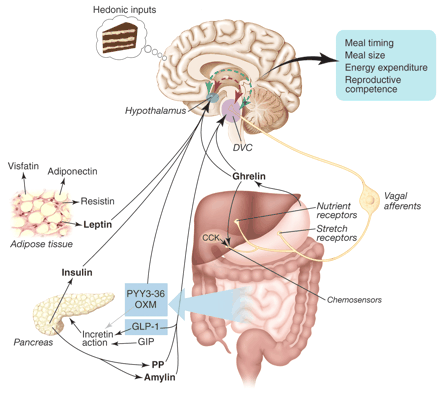 Hedonic inputs
Meal timing
Meal size
Energy expenditure
Reproductive
competence
Hypothalamus
DVC
Ghrelin
Visfatin
Adiponectin
Resistin
Leptin
Adipose tissue
Nutrient
receptors
Stretch
receptors
Vagal
afferents
CCK
Chemosensors
Insulin
PYY3-36
OXM
GLP-1
GIP
Incretin
action
Pancreas
PP
Amylin